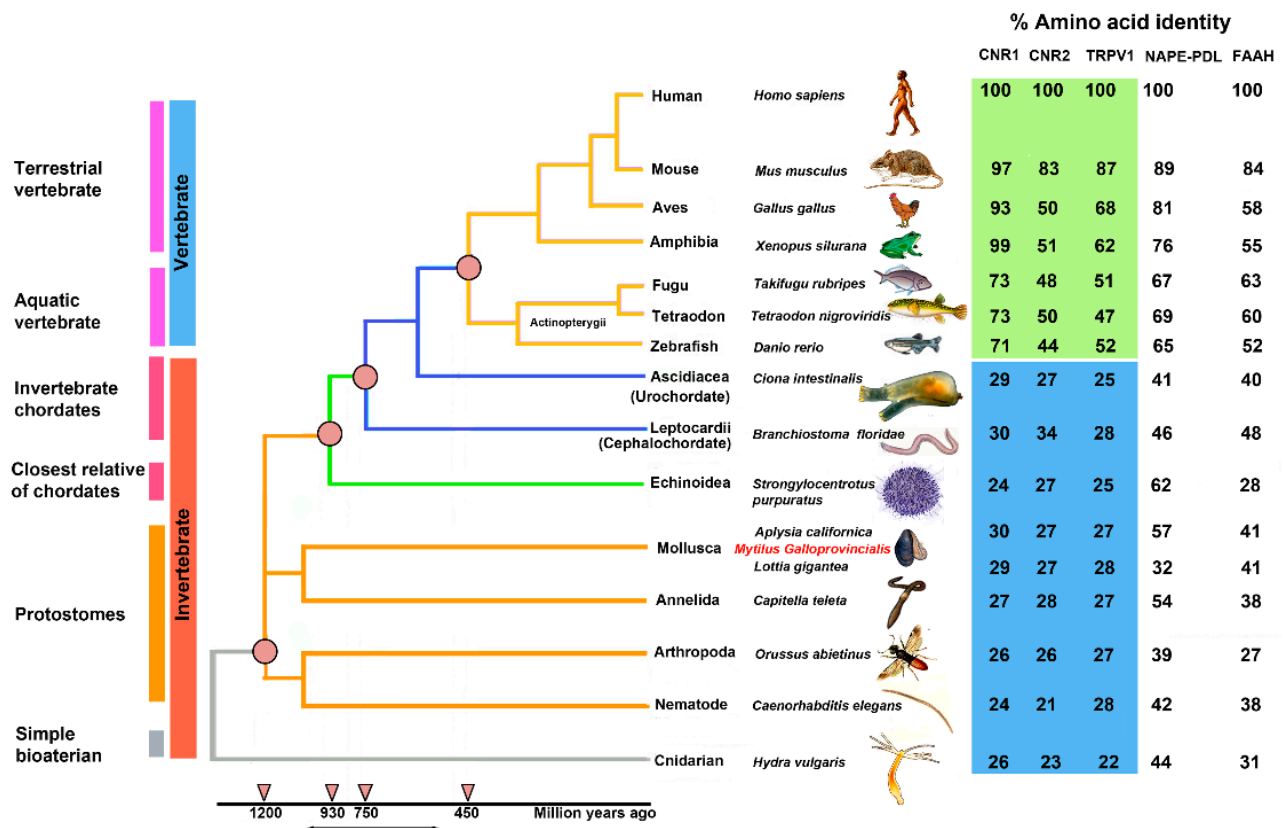 % Amino acid identity
CNR1 CNR2 TRPV1 NAPE-PDL FAAH
Human Homo sapiens 100 100 100 100 100
Terrestrial
vertebrate
Vertebrate
Mouse Mus musculus 97 83 87 89 84
Aves Gallus gallus 93 50 68 81 58
Amphibia Xenopus silurana 99 51 62 76 55
Aquatic
vertebrate
Fugu Takifugu rubripes 73 48 51 67 63
Actinopterygii
Tetraodon Tetraodon nigroviridis 73 50 47 69 60
Zebrafish Danio rerio 71 44 52 65 52
Invertebrate
chordates
Ascidiacea Ciona intestinalis 29 27 25 41 40
(Urochordate)
Leptocardii Branchiostoma floridae 30 34 28 46 48
(Cephalochordate)
Closest relative
of chordates
Echinoidea Strongylocentrotus 24 27 25 62 28
purpuratus
Invertebrate
Aplysia californica 30 27 27 57 41
Mollusca Mytilus Galloprovincialis
Lottia gigantea 29 27 28 32 41
Protostomes
Annelida Capitella teleta 27 28 27 54 38
Arthropoda Orussus abietinus 26 26 27 39 27
Nematode Caenorhabditis elegans 24 21 28 42 38
Simple
bioaterian
Cnidarian Hydra vulgaris 26 23 22 44 31
1200 930 750 450 Million years ago